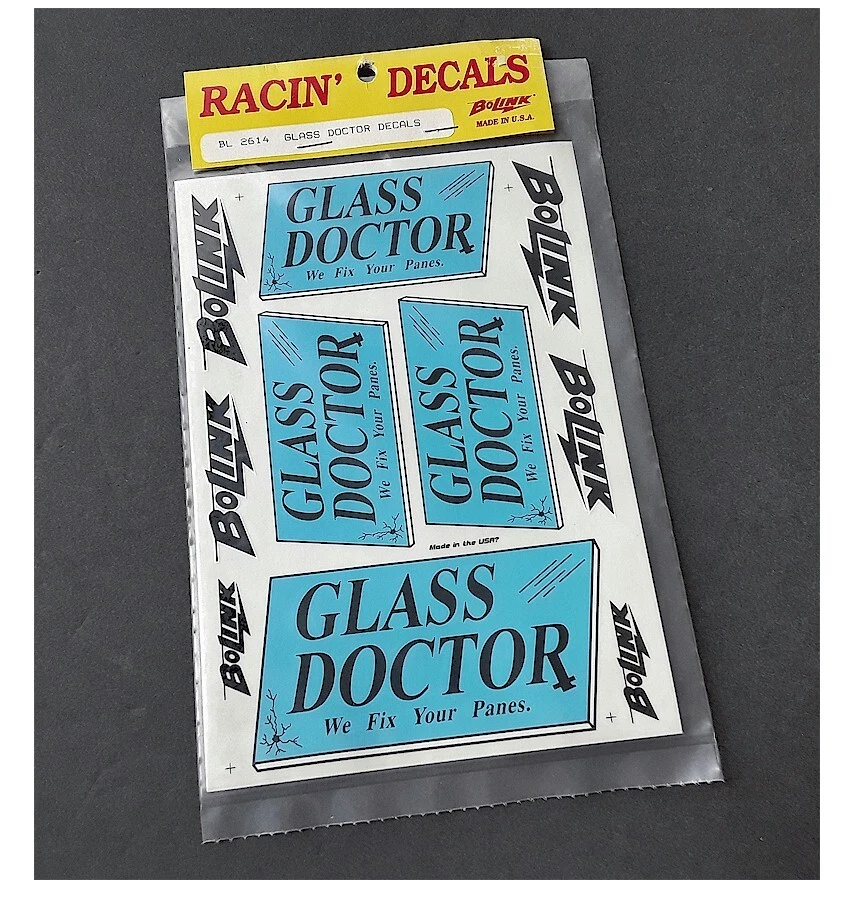 RACIN' DECALS
BOLINK
MADE IN U.S.A.
BL 2614 GLASS DOCTOR DECALS
GLASS
DOCTOR
We Fix Your Panes.
BOLINK
BOLINK
GLASS
DOCTOR
We Fix Your Panes.
GLASS
DOCTOR
We Fix Your Panes.
BOLINK
BOLINK
Made in the USA?
GLASS
DOCTOR
We Fix Your Panes.
BOLINK
BOLINK